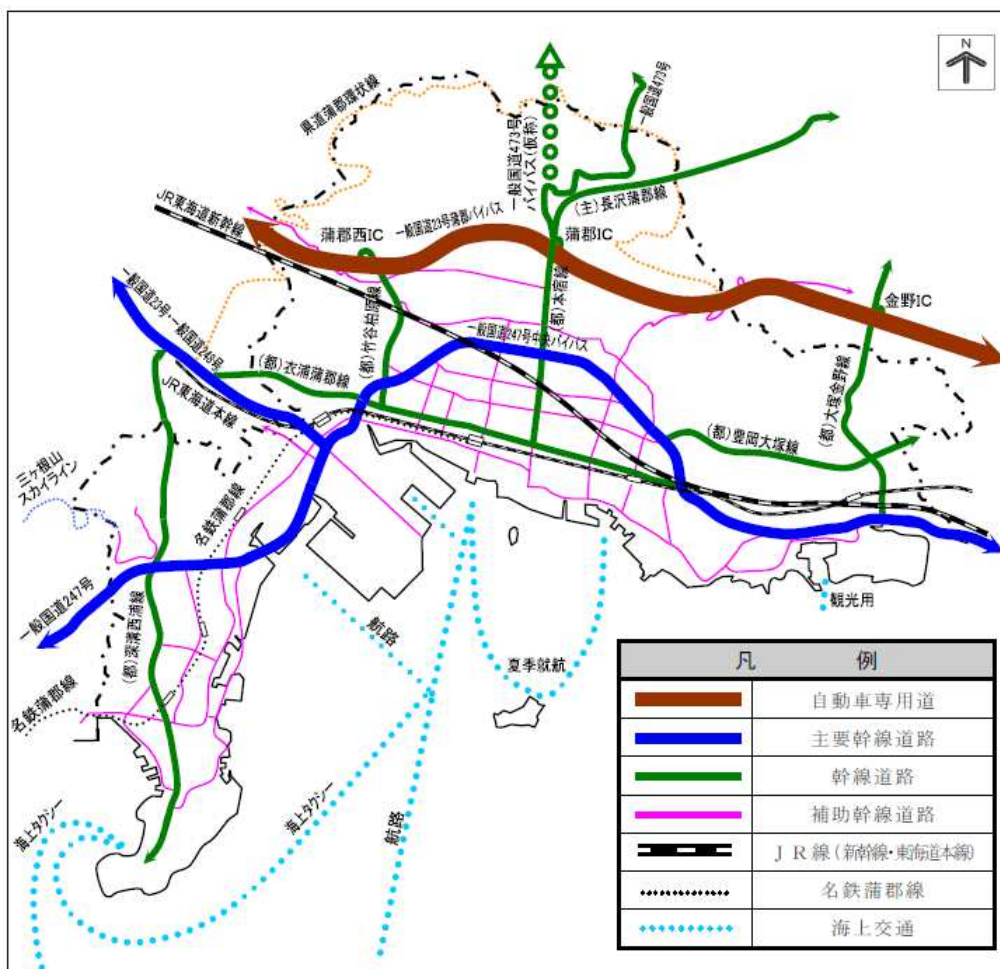 N
県道蒲郡環状線
一般国道473号
バイパス(仮称)
一般国道473号
(主)長沢蒲郡線
JR東海道新幹線
蒲郡西IC
一般国道23号蒲郡バイパス
蒲郡IC
金野IC
一般国道23号・一般国道248号
(都)竹谷柏原線
一般国道247号中央バイパス
(都)本宿線
(都)衣浦蒲郡線
JR東海道本線
(都)大塚金野線
(都)豊岡大塚線
三ヶ根山
スカイライン
名鉄蒲郡線
一般国道247号
(都)深溝西浦線
名鉄蒲郡線
航路
夏季就航
観光用
海上タクシー
海上タクシー
航路
凡例
自動車専用道
主要幹線道路
幹線道路
補助幹線道路
JR線(新幹線・東海道本線)
名鉄蒲郡線
海上交通